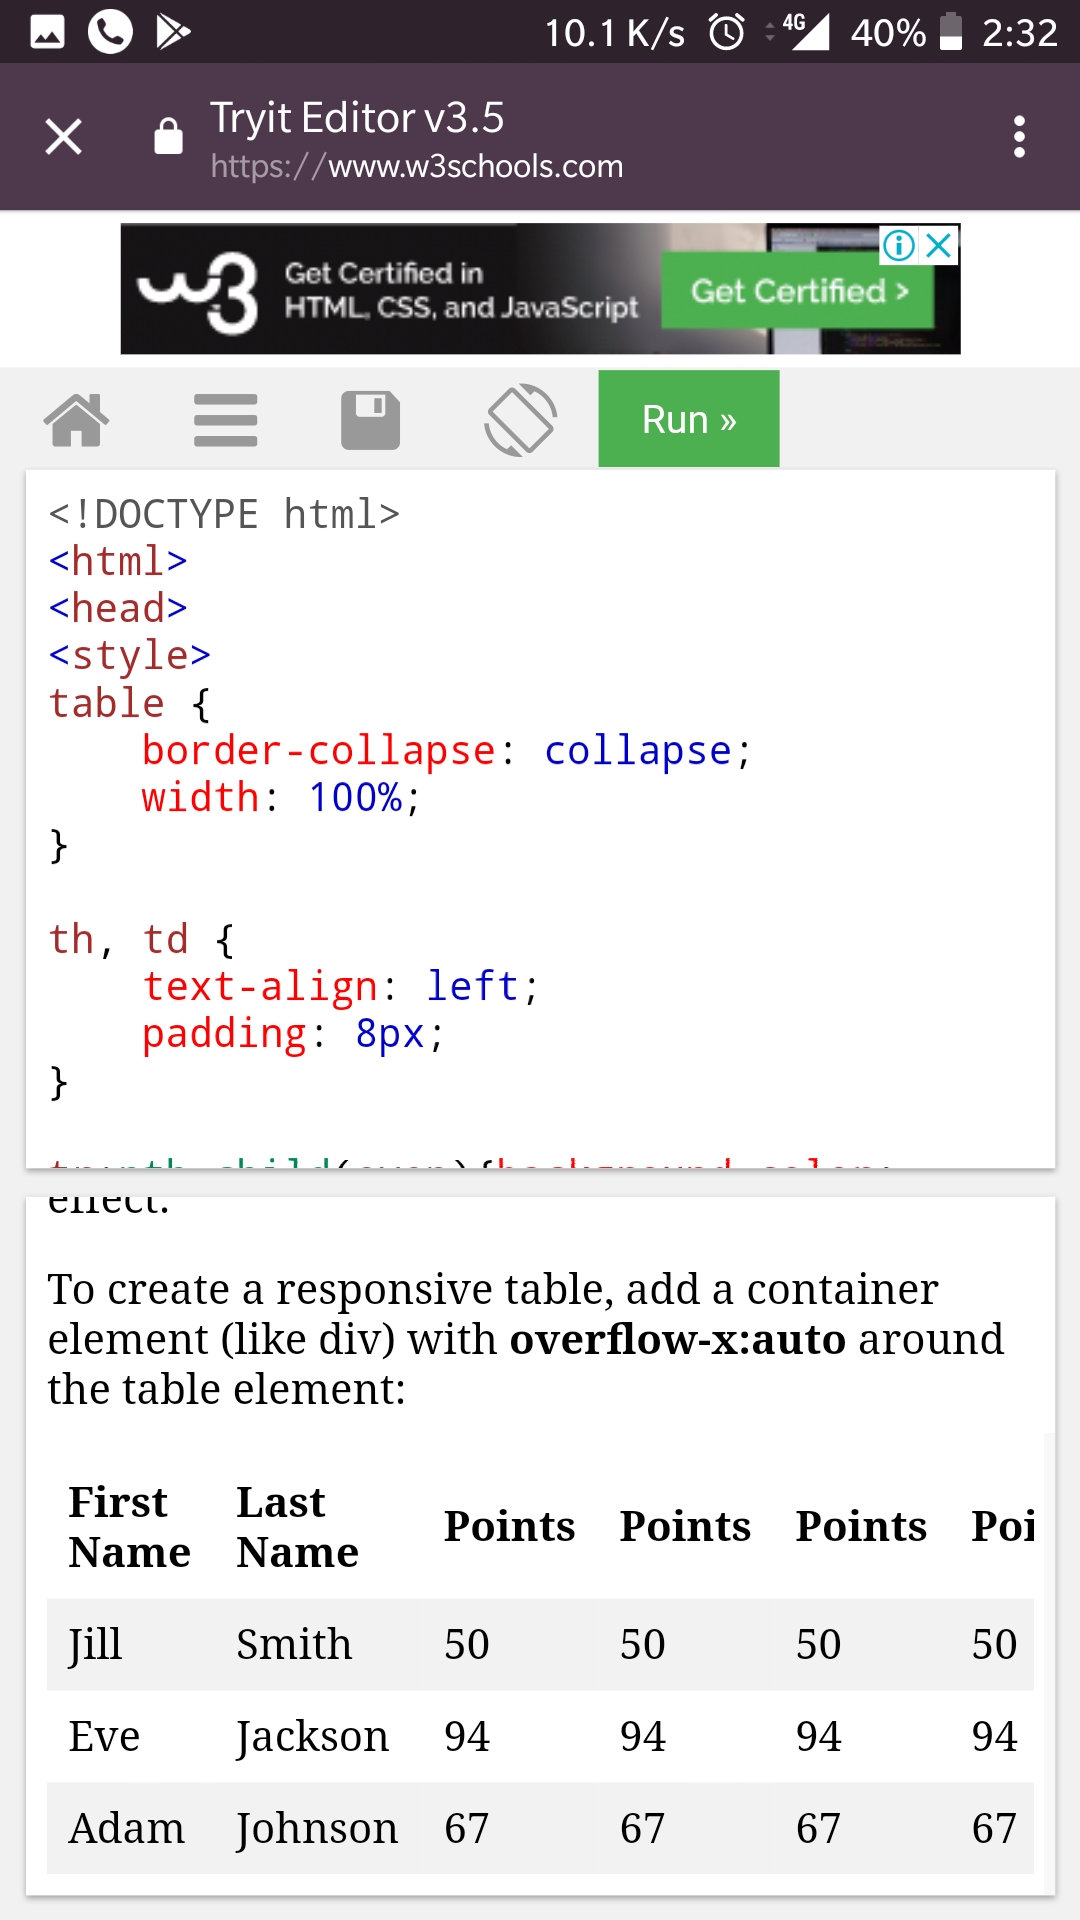 10.1 K/s 4G 40% 2:32
Tryit Editor v3.5
https://www.w3schools.com
w3 Get Certified in
HTML, CSS, and JavaScript
Get Certified >
Run »
<!DOCTYPE html>
<html>
<head>
<style>
table {
    border-collapse: collapse;
    width: 100%;
}
th, td {
    text-align: left;
    padding: 8px;
}
effect.
To create a responsive table, add a container
element (like div) with overflow-x:auto around
the table element:
First Name Last Name Points Points Points Poi
Jill Smith 50 50 50 50
Eve Jackson 94 94 94 94
Adam Johnson 67 67 67 67